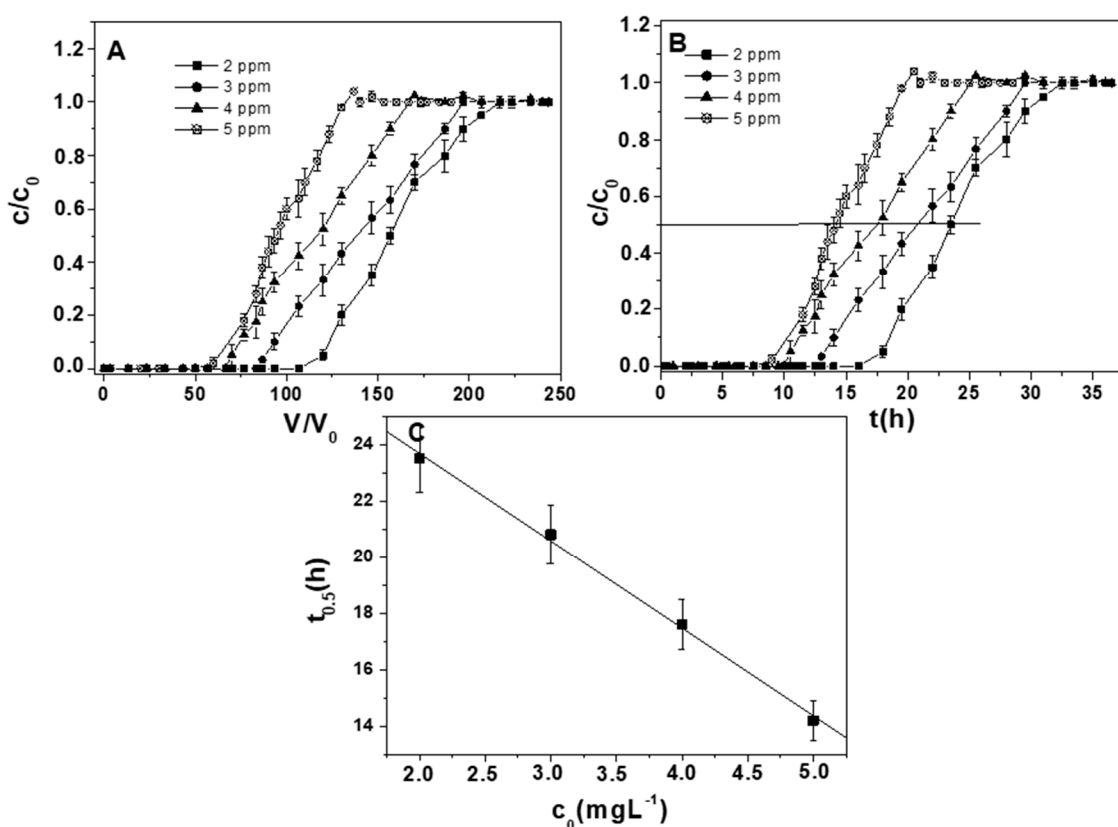 A
2 ppm
3 ppm
4 ppm
5 ppm
c/c0
1.2
1.0
0.8
0.6
0.4
0.2
0.0
0 50 100 150 200 250
V/V0
B
2 ppm
3 ppm
4 ppm
5 ppm
c/c0
1.2
1.0
0.8
0.6
0.4
0.2
0.0
0 5 10 15 20 25 30 35
t(h)
C
t0.5(h)
24
22
20
18
16
14
2.0 2.5 3.0 3.5 4.0 4.5 5.0
c0(mgL-1)